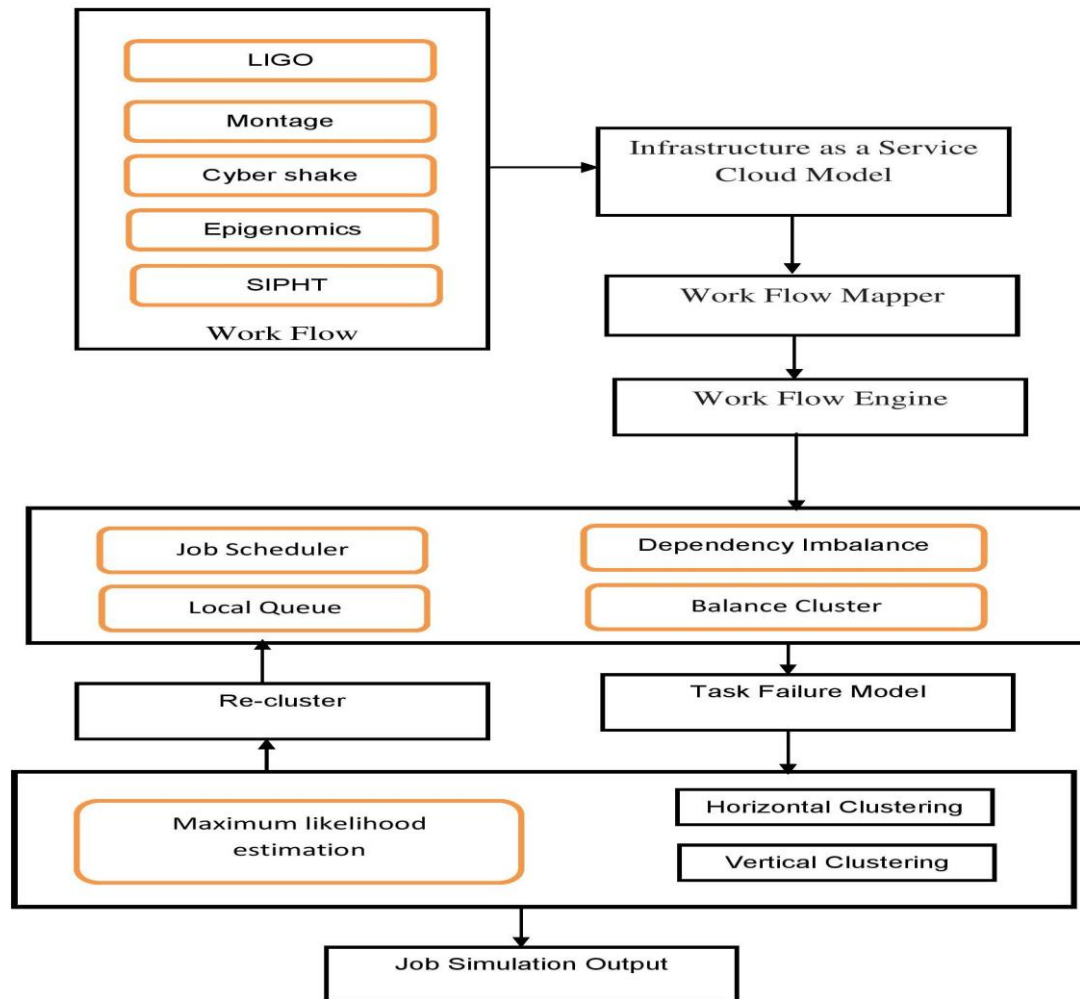 LIGO
Montage
Cyber shake
Epigenomics
SIPHT
Work Flow
Infrastructure as a Service
Cloud Model
Work Flow Mapper
Work Flow Engine
Job Scheduler
Local Queue
Dependency Imbalance
Balance Cluster
Re-cluster
Task Failure Model
Maximum likelihood
estimation
Horizontal Clustering
Vertical Clustering
Job Simulation Output